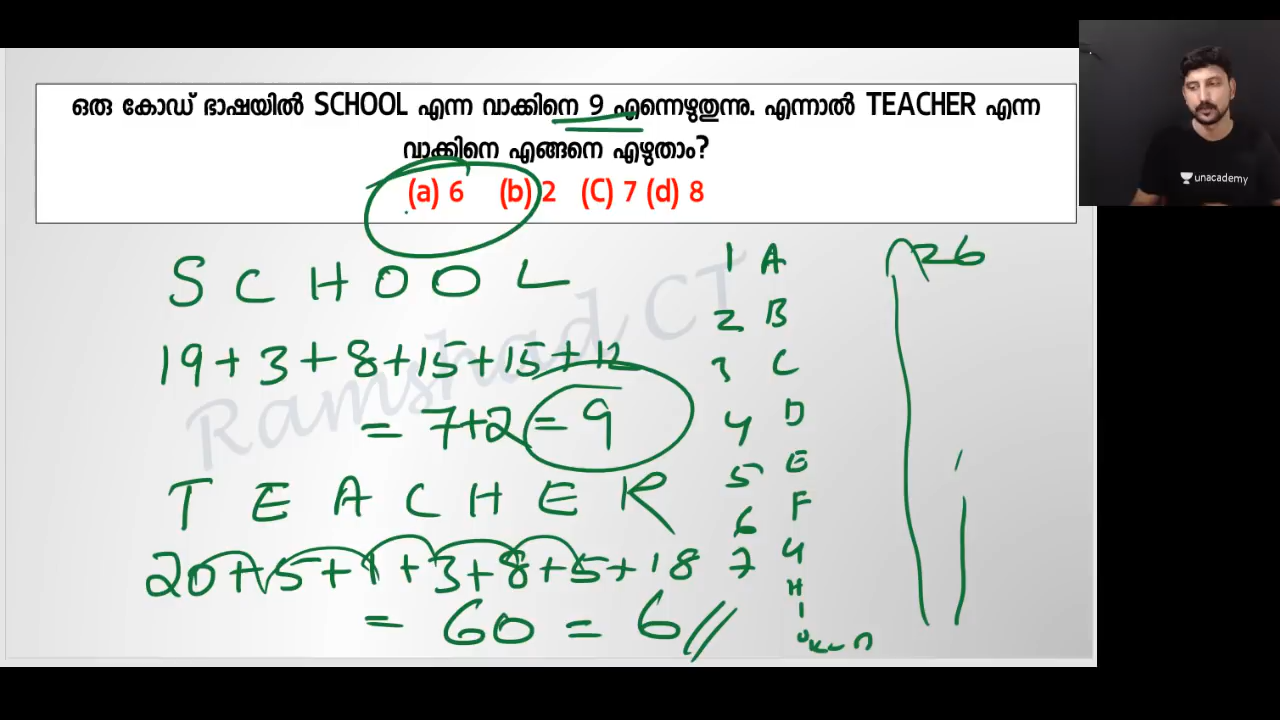 ഒരു കോഡ് ഭാഷയിൽ SCHOOL എന്ന വാക്കിനെ 9 എന്നെഴുതുന്നു. എന്നാൽ TEACHER എന്ന
വാക്കിനെ എങ്ങനെ എഴുതാം?
(a) 6 (b) 2 (C) 7 (d) 8
unacademy
S C H O O L
19+3+8+15+15+12
= 7+2 = 9
T E A C H E R
20+5+1+3+8+5+18
= 60 = 6
1 A
2 B
3 C
4 D
5 E
6 F
7 G
H
I
26
Ramshad CT